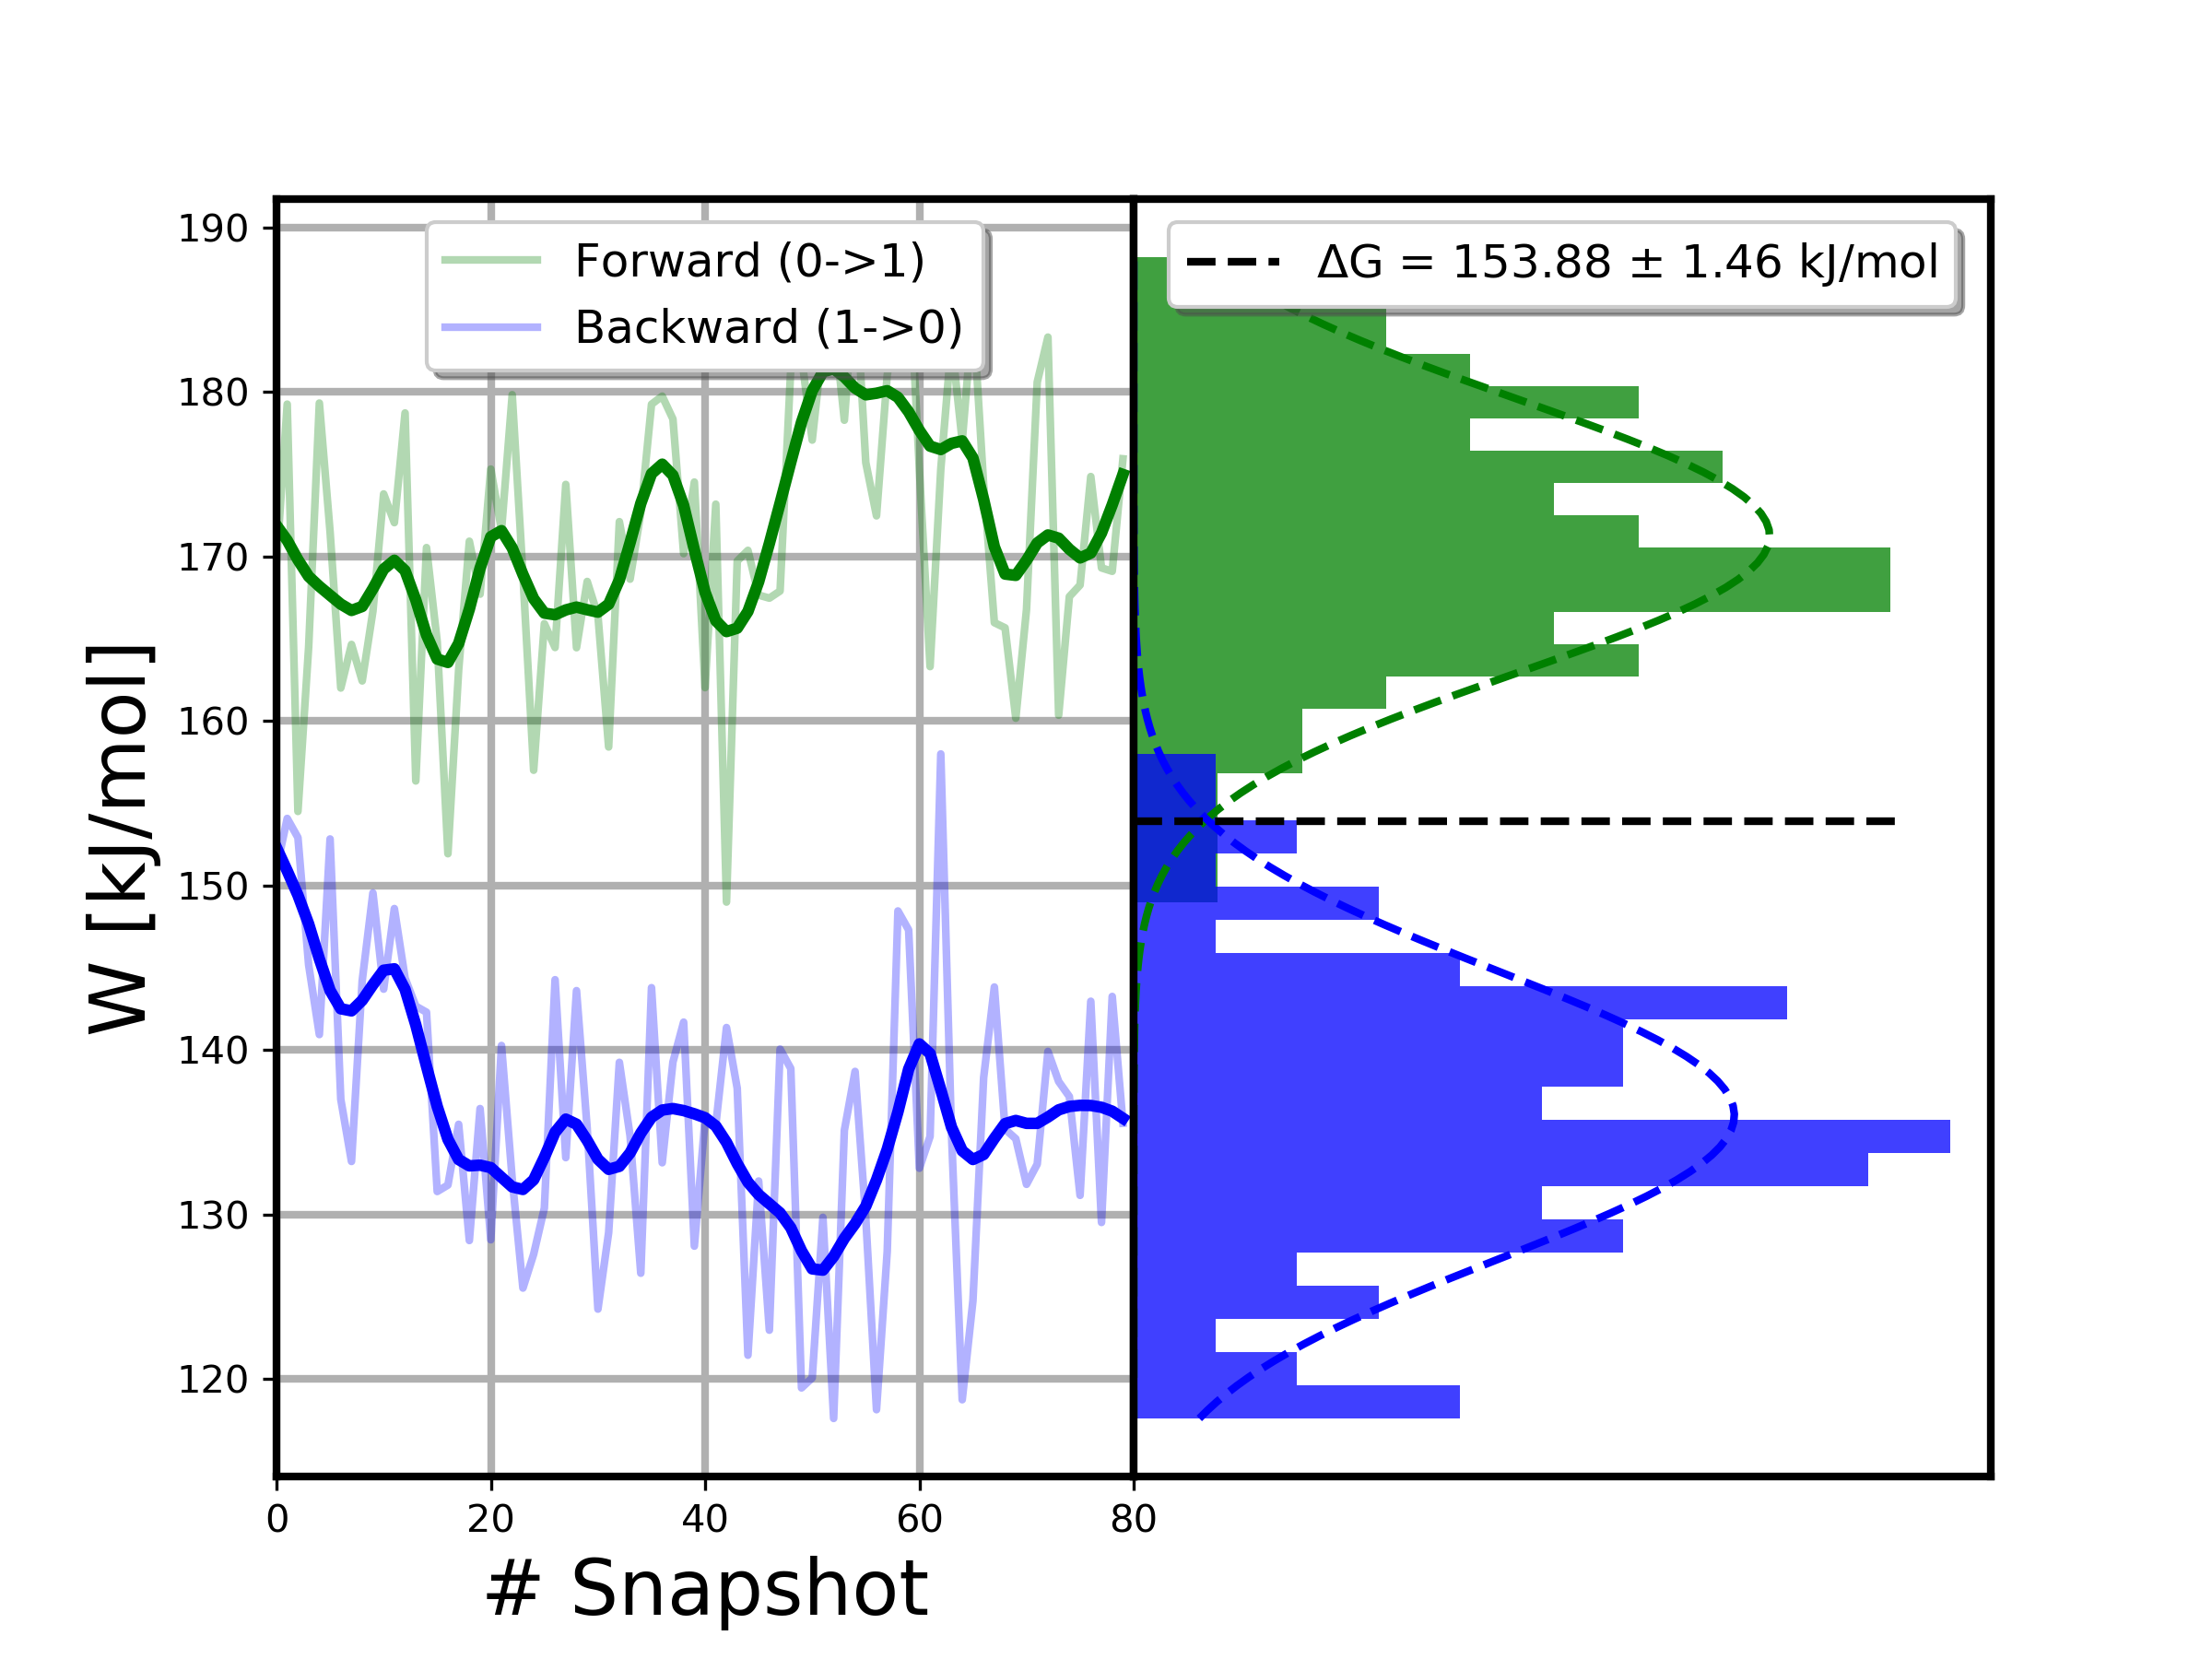 Forward (0->1)
Backward (1->0)
ΔG = 153.88 ± 1.46 kJ/mol
W [kJ/mol]
190
180
170
160
150
140
130
120
0 20 40 60 80
# Snapshot